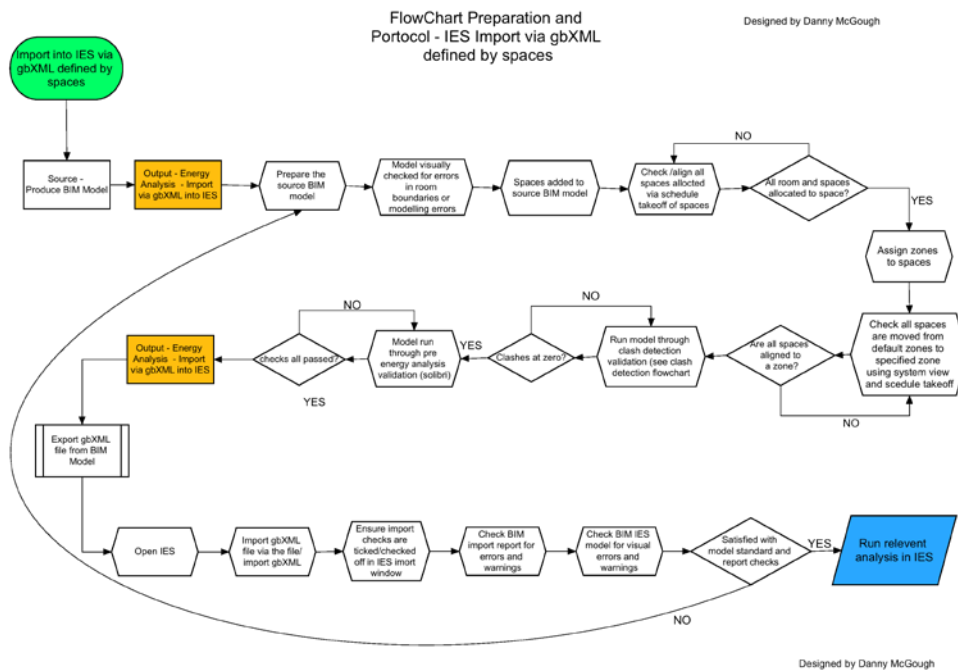 FlowChart Preparation and
Portocol - IES Import via gbXML
defined by spaces
Designed by Danny McGough
Import into IES via
gbXML defined by
spaces
Source -
Produce BIM Model
Output - Energy
Analysis - Import
via gbXML into IES
Prepare the
source BIM
model
Model visually
checked for errors
in room
boundaries or
modelling errors
Spaces added to
source BIM model
Check /align all
spaces allocted
via schedule
takeoff of spaces
NO
All room and spaces
allocated to space?
YES
Assign zones
to spaces
Check all spaces
are moved from
default zones to
specified zone
using system view
and scedule takeoff
Are all spaces
aligned to
a zone?
NO
Run model through
clash detection
validation (see clash
detection flowchart
NO
Clashes at zero?
YES
Model run
through pre
energy analysis
validation (solibri)
NO
checks all passed?
YES
Output - Energy
Analysis - Import
via gbXML into IES
Export gbXML
file from BIM
Model
Open IES
Import gbXML
file via the file/
import gbXML
Ensure import
checks are
ticked/checked
off in IES imort
window
Check BIM
import report for
errors and
warnings
Check BIM IES
model for visual
errors and
warnings
Satisfied with
model standard and
report checks
YES
NO
Run relevent
analysis in IES
Designed by Danny McGough